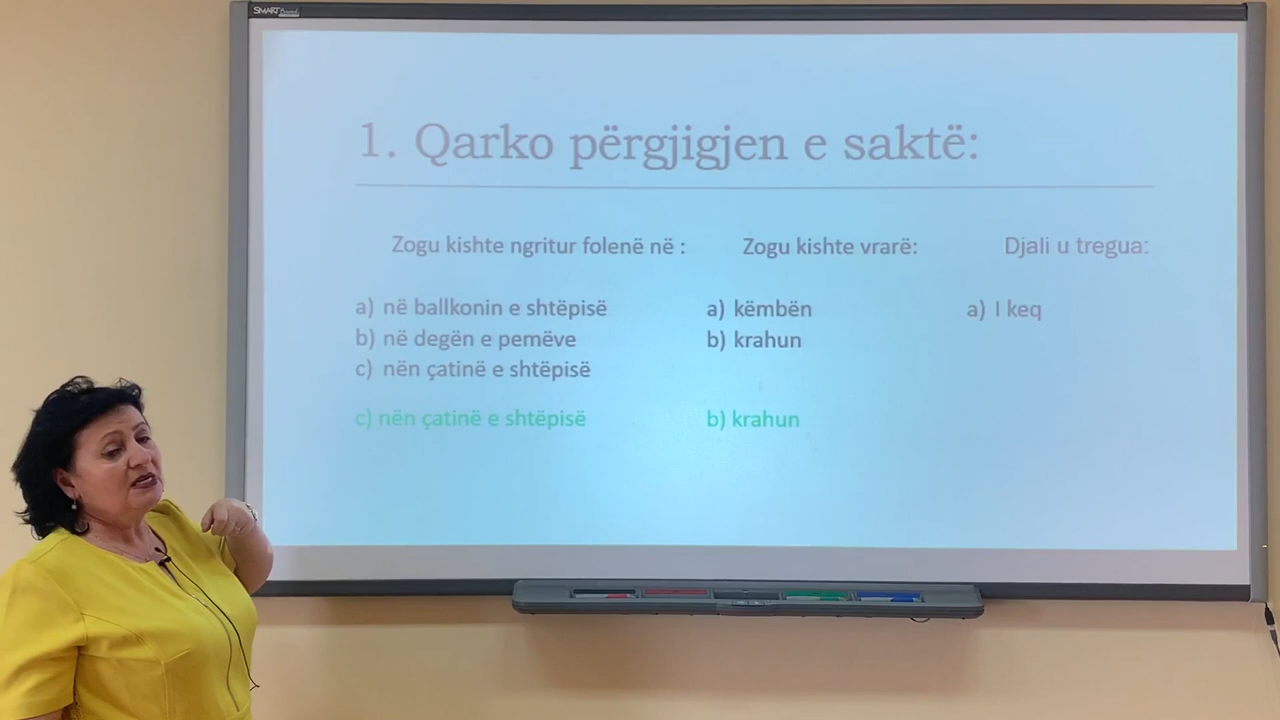 SMART Board
1. Qarko përgjigjen e saktë:
Zogu kishte ngritur folenë në :
a) në ballkonin e shtëpisë
b) në degën e pemëve
c) nën çatinë e shtëpisë
c) nën çatinë e shtëpisë
Zogu kishte vrarë:
a) këmbën
b) krahun
b) krahun
Djali u tregua:
a) I keq